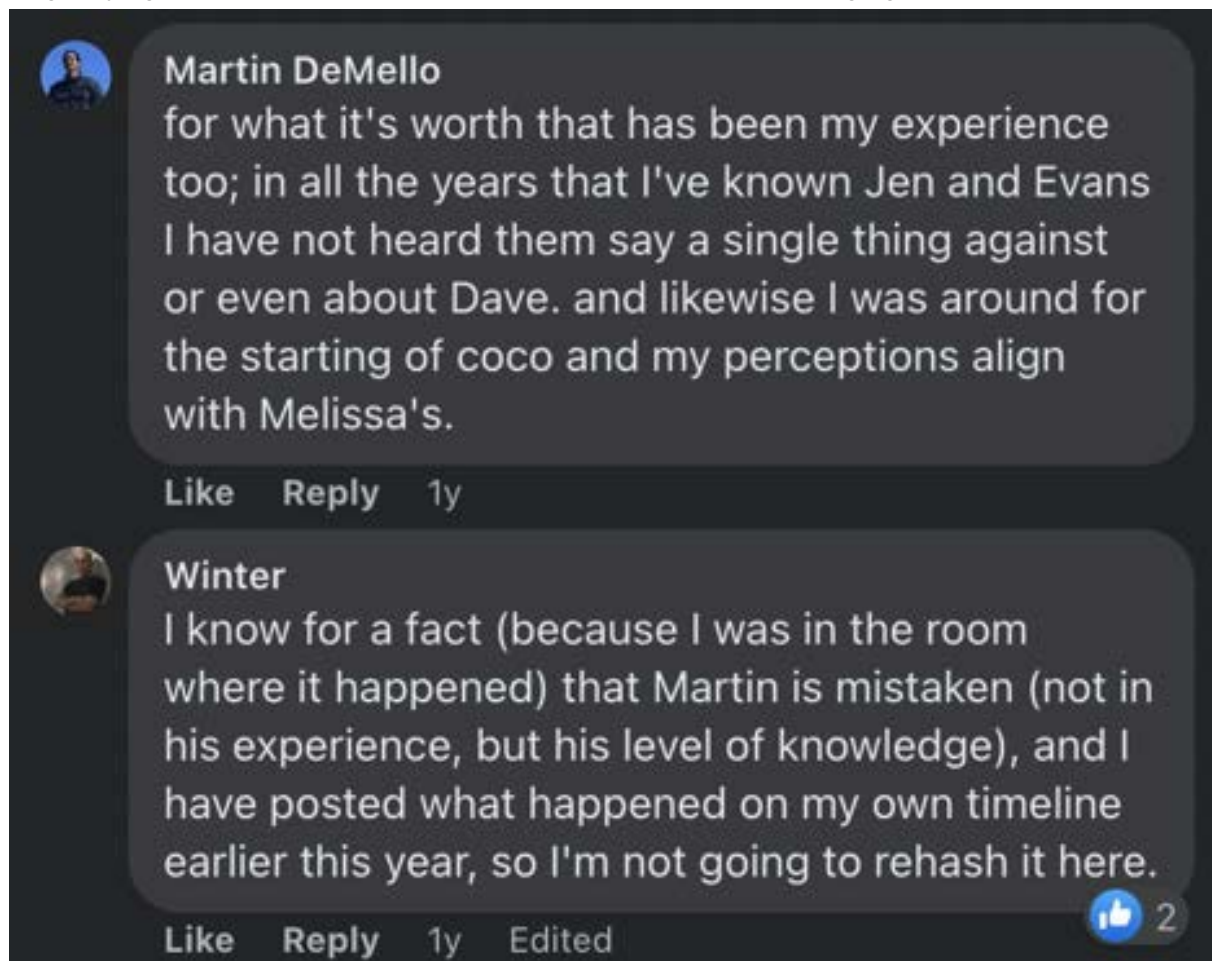 Martin DeMello
for what it's worth that has been my experience
too; in all the years that I've known Jen and Evans
I have not heard them say a single thing against
or even about Dave. and likewise I was around for
the starting of coco and my perceptions align
with Melissa's.
Like Reply 1y
Winter
I know for a fact (because I was in the room
where it happened) that Martin is mistaken (not in
his experience, but his level of knowledge), and I
have posted what happened on my own timeline
earlier this year, so I'm not going to rehash it here.
2
Like Reply 1y Edited